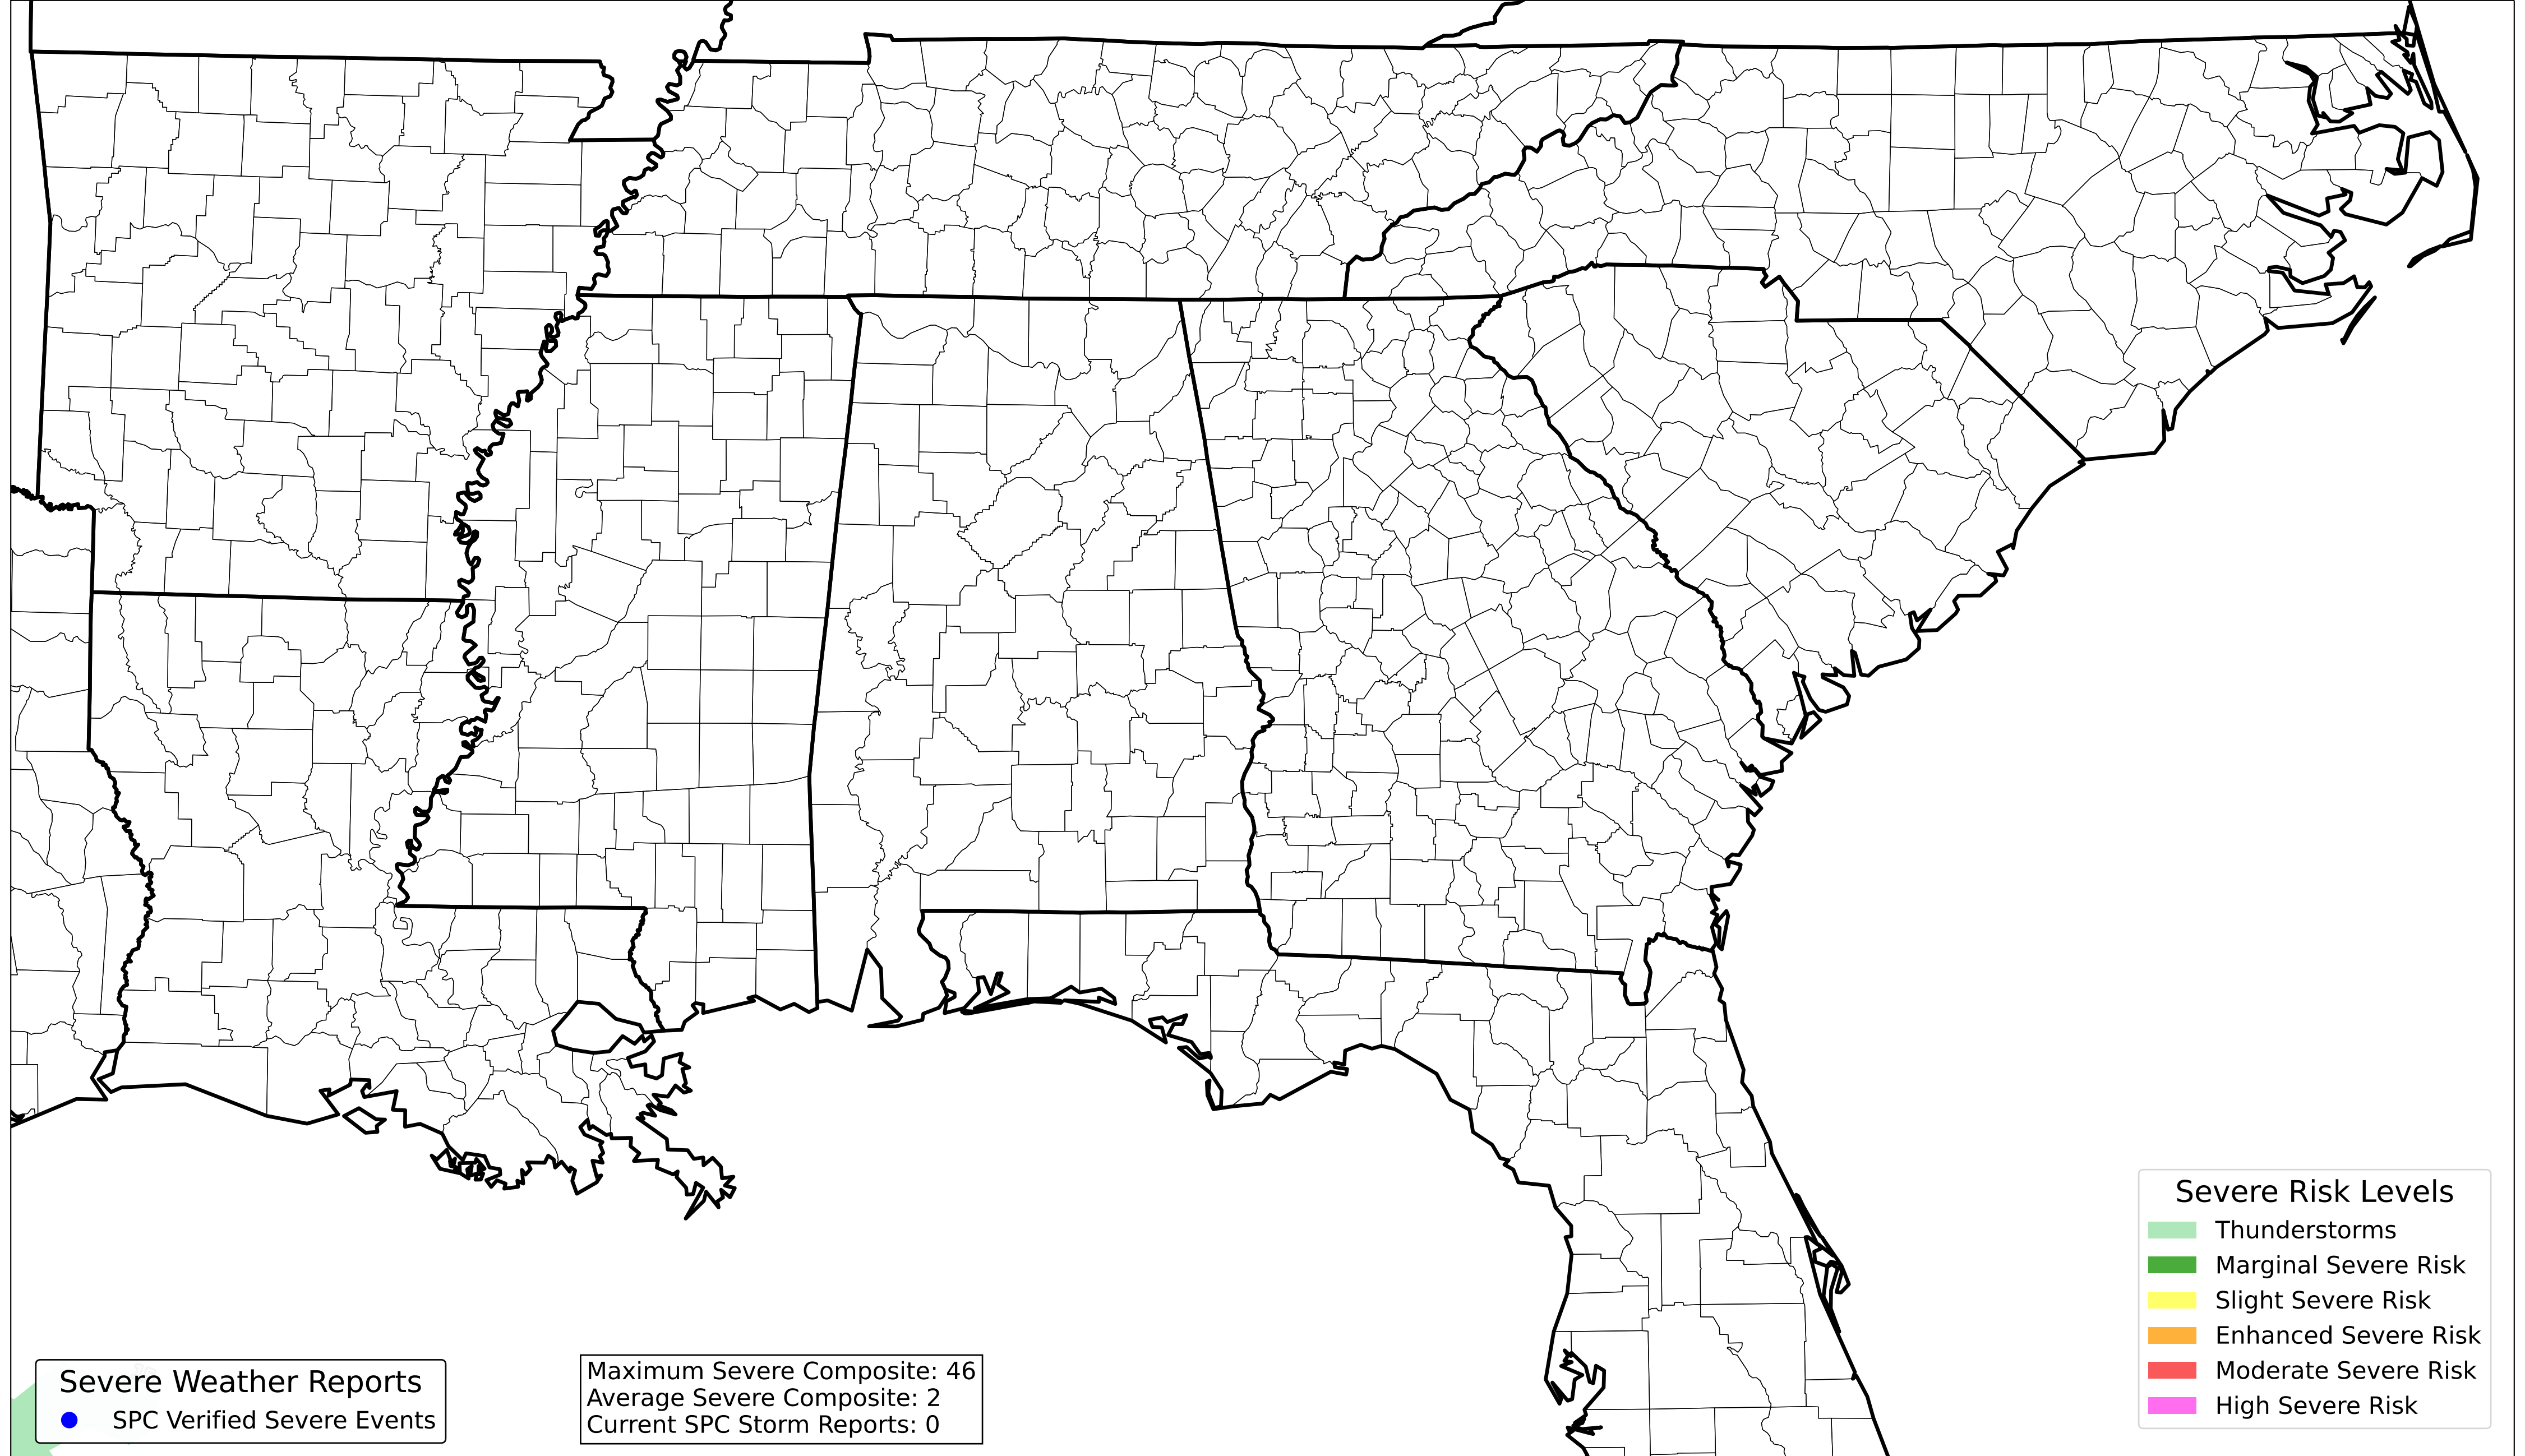 Severe Weather Reports
SPC Verified Severe Events
Maximum Severe Composite: 46
Average Severe Composite: 2
Current SPC Storm Reports: 0
Severe Risk Levels
Thunderstorms
Marginal Severe Risk
Slight Severe Risk
Enhanced Severe Risk
Moderate Severe Risk
High Severe Risk